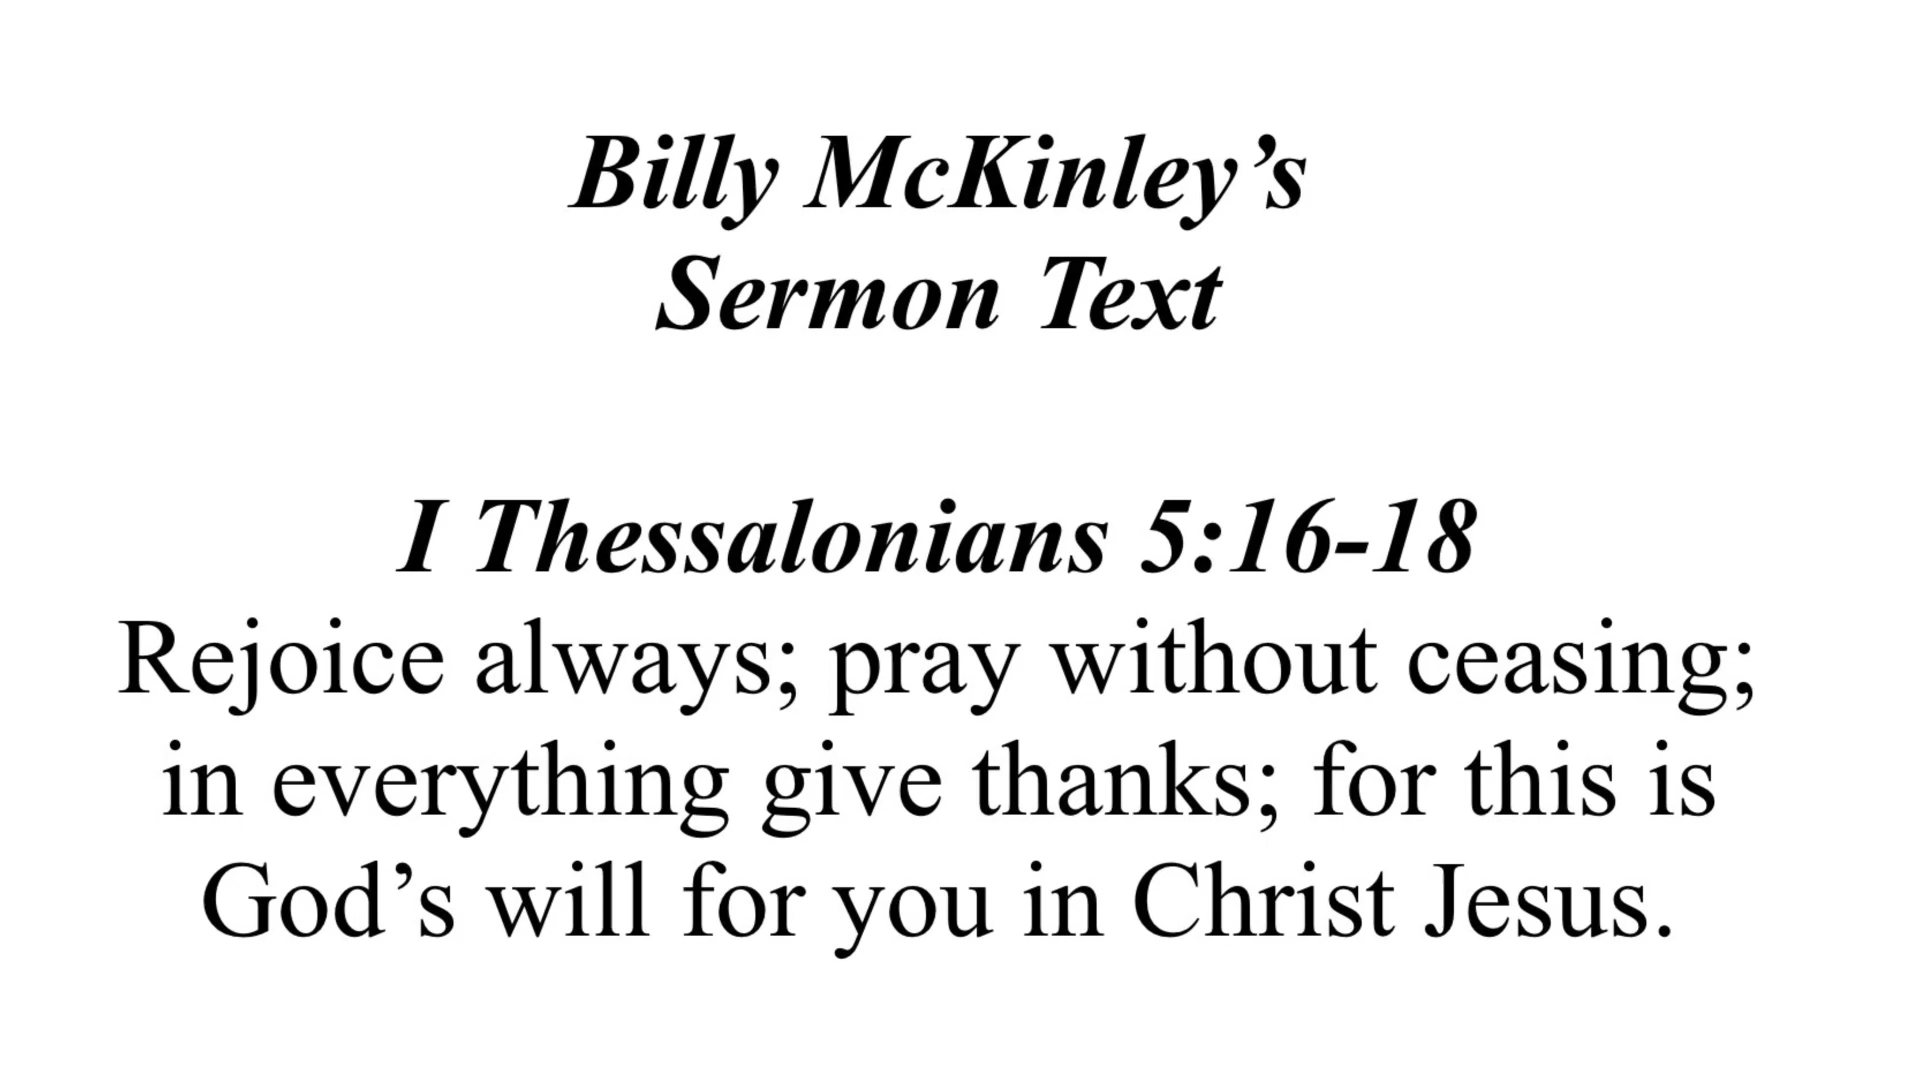 Billy McKinley’s
Sermon Text
I Thessalonians 5:16-18
Rejoice always; pray without ceasing;
in everything give thanks; for this is
God’s will for you in Christ Jesus.